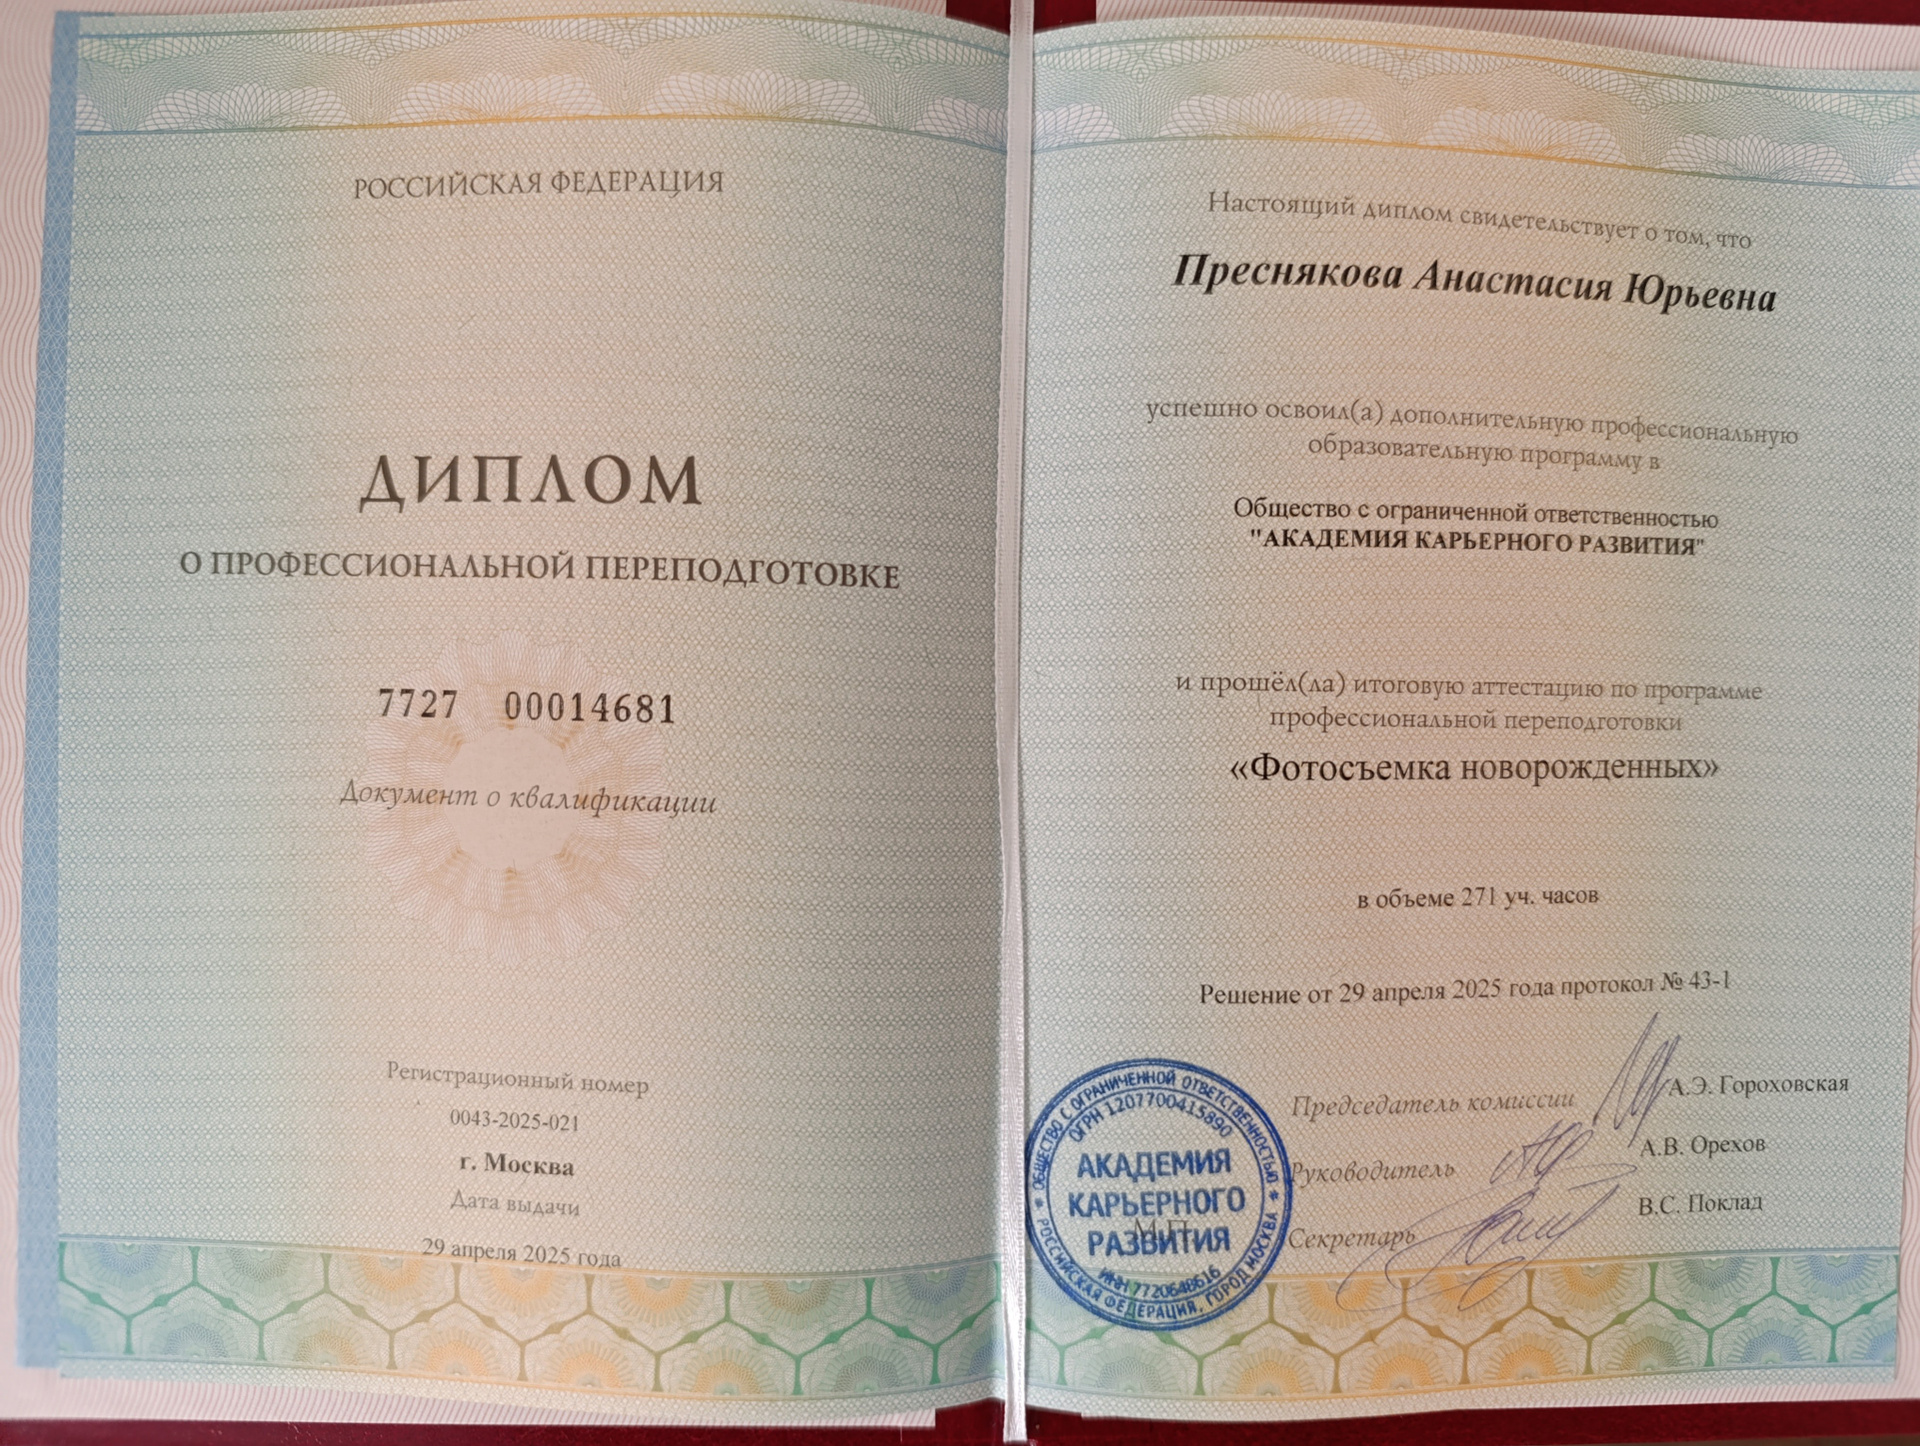 РОССИЙСКАЯ ФЕДЕРАЦИЯ
ДИПЛОМ
О ПРОФЕССИОНАЛЬНОЙ ПЕРЕПОДГОТОВКЕ
7727 00014681
Документ о квалификации
Регистрационный номер
0043-2025-021
г. Москва
Дата выдачи
29 апреля 2025 года
Настоящий диплом свидетельствует о том, что
Преснякова Анастасия Юрьевна
успешно освоил(а) дополнительную профессиональную
образовательную программу в
Общество с ограниченной ответственностью
"АКАДЕМИЯ КАРЬЕРНОГО РАЗВИТИЯ"
и прошёл(ла) итоговую аттестацию по программе
профессиональной переподготовки
«Фотосъемка новорожденных»
в объеме 271 уч. часов
Решение от 29 апреля 2025 года протокол № 43-1
Председатель комиссии А.Э. Гороховская
Руководитель А.В. Орехов
Секретарь В.С. Поклад
М.П.
ОБЩЕСТВО С ОГРАНИЧЕННОЙ ОТВЕТСТВЕННОСТЬЮ
ОГРН 1207700415890
АКАДЕМИЯ
КАРЬЕРНОГО
РАЗВИТИЯ
ИНН 7720648616
РОССИЙСКАЯ ФЕДЕРАЦИЯ, ГОРОД МОСКВА